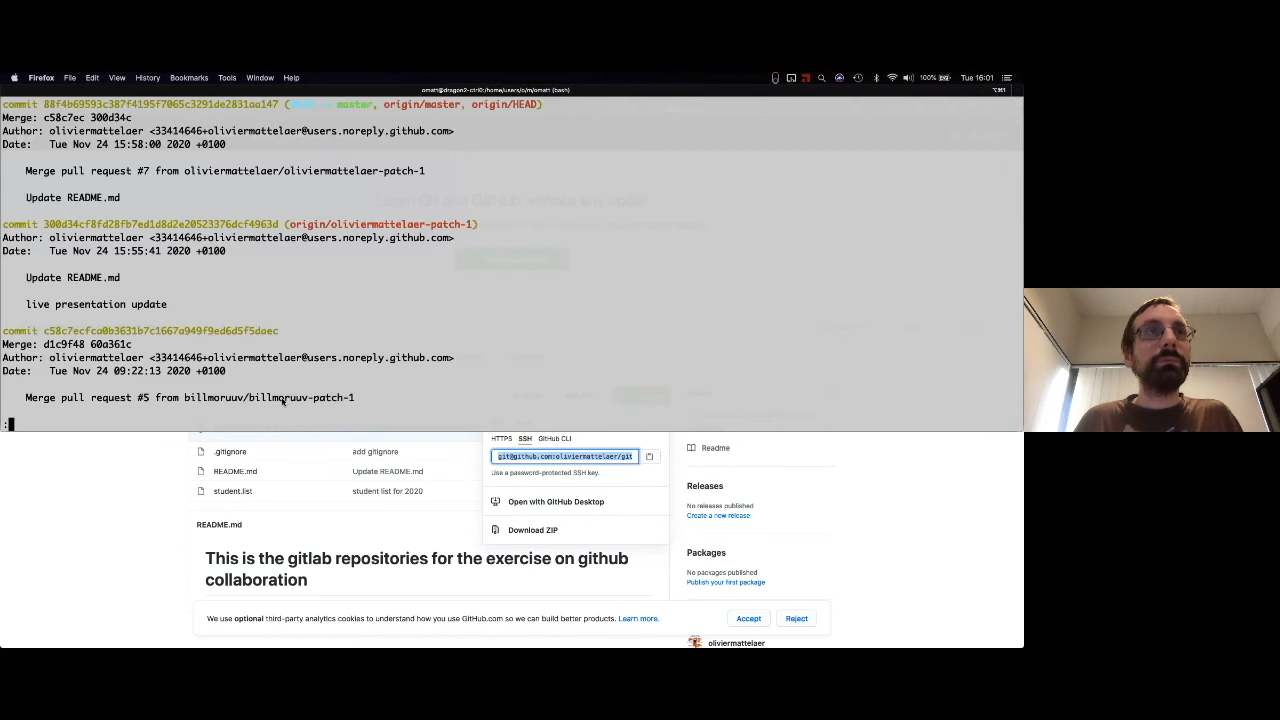 Firefox File Edit View History Bookmarks Tools Window Help 100% Tue 16:01
omatt@dragon2-ctrl0:/home/users/o/m/omatt (bash)
commit 88f4b69593c387f4195f7065c3291de2831aa147 (HEAD -> master, origin/master, origin/HEAD)
Merge: c58c7ec 300d34c
Author: oliviermattelaer <33414646+oliviermattelaer@users.noreply.github.com>
Date: Tue Nov 24 15:58:00 2020 +0100
Merge pull request #7 from oliviermattelaer/oliviermattelaer-patch-1
Update README.md
commit 300d34cf8fd28fb7ed1d8d2e20523376dcf4963d (origin/oliviermattelaer-patch-1)
Author: oliviermattelaer <33414646+oliviermattelaer@users.noreply.github.com>
Date: Tue Nov 24 15:55:41 2020 +0100
Update README.md
live presentation update
commit c58c7ecfca0b3631b7c1667a949f9ed6d5f5daec
Merge: d1c9f48 60a361c
Author: oliviermattelaer <33414646+oliviermattelaer@users.noreply.github.com>
Date: Tue Nov 24 09:22:13 2020 +0100
Merge pull request #5 from billmoruuv/billmoruuv-patch-1
:
HTTPS SSH GitHub CLI
.gitignore add gitignore
git@github.com:oliviermattelaer/git
Readme
README.md Update README.md
Use a password-protected SSH key.
student.list student list for 2020
Open with GitHub Desktop
Download ZIP
Releases
No releases published
Create a new release
README.md
This is the gitlab repositories for the exercise on github
collaboration
Packages
No packages published
Publish your first package
We use optional third-party analytics cookies to understand how you use GitHub.com so we can build better products. Learn more.
Accept
Reject
oliviermattelaer